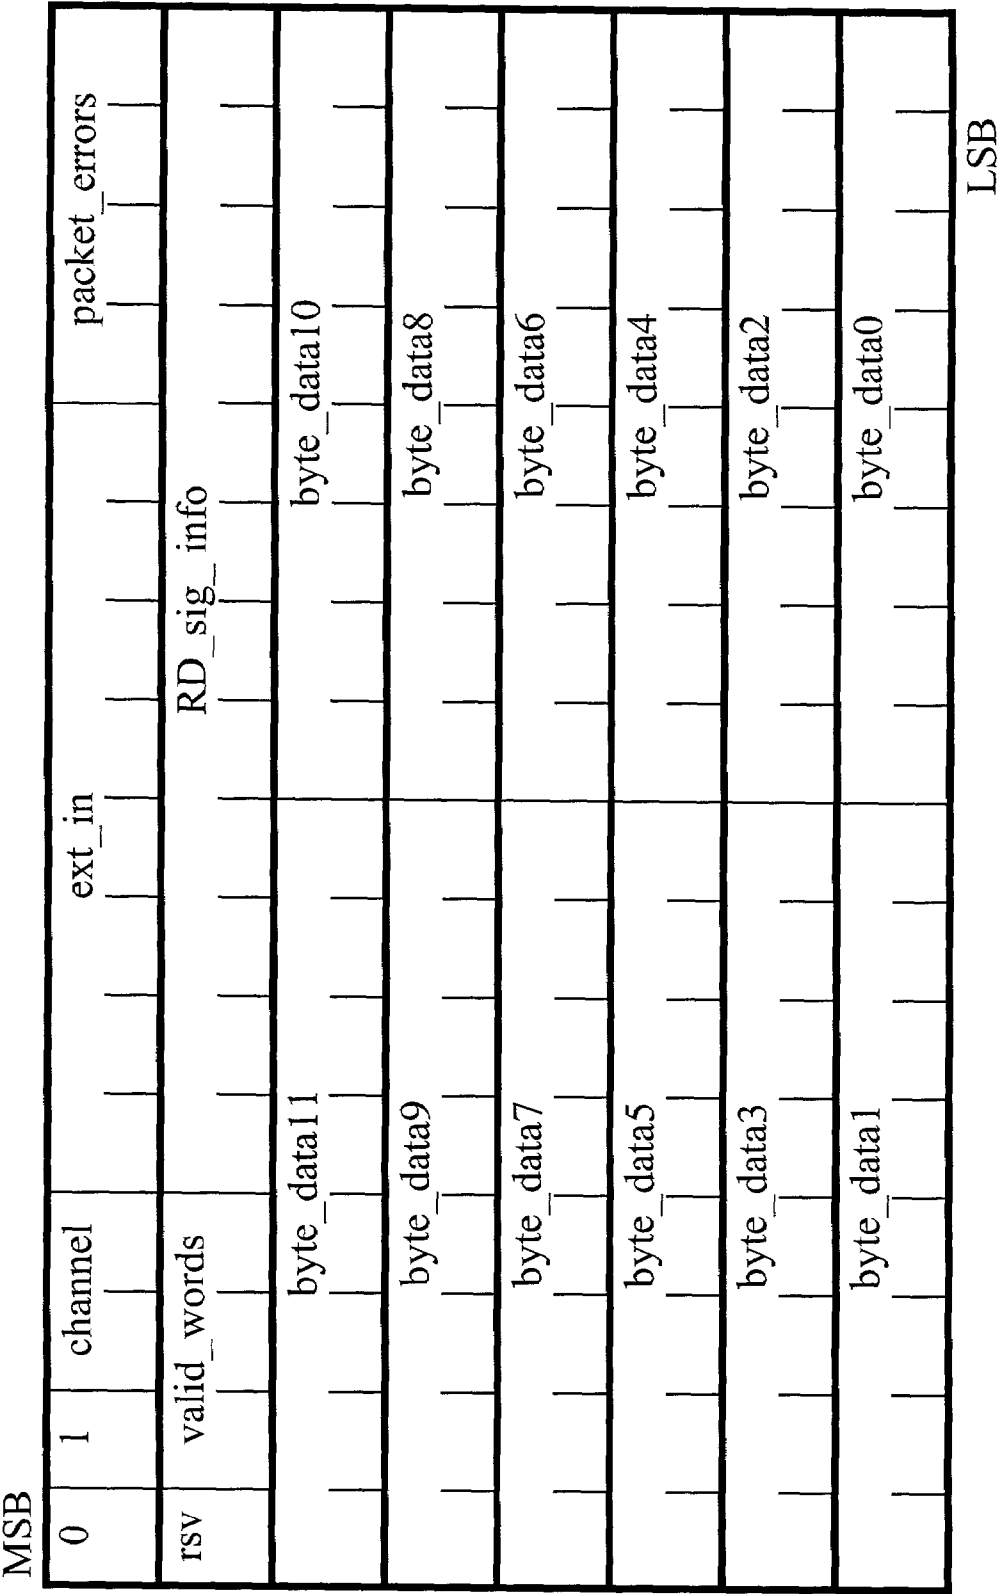 MSB
0 1 channel ext_in packet_errors
rsv valid_words RD_sig_info
byte_data11 byte_data10
byte_data9 byte_data8
byte_data7 byte_data6
byte_data5 byte_data4
byte_data3 byte_data2
byte_data1 byte_data0
LSB